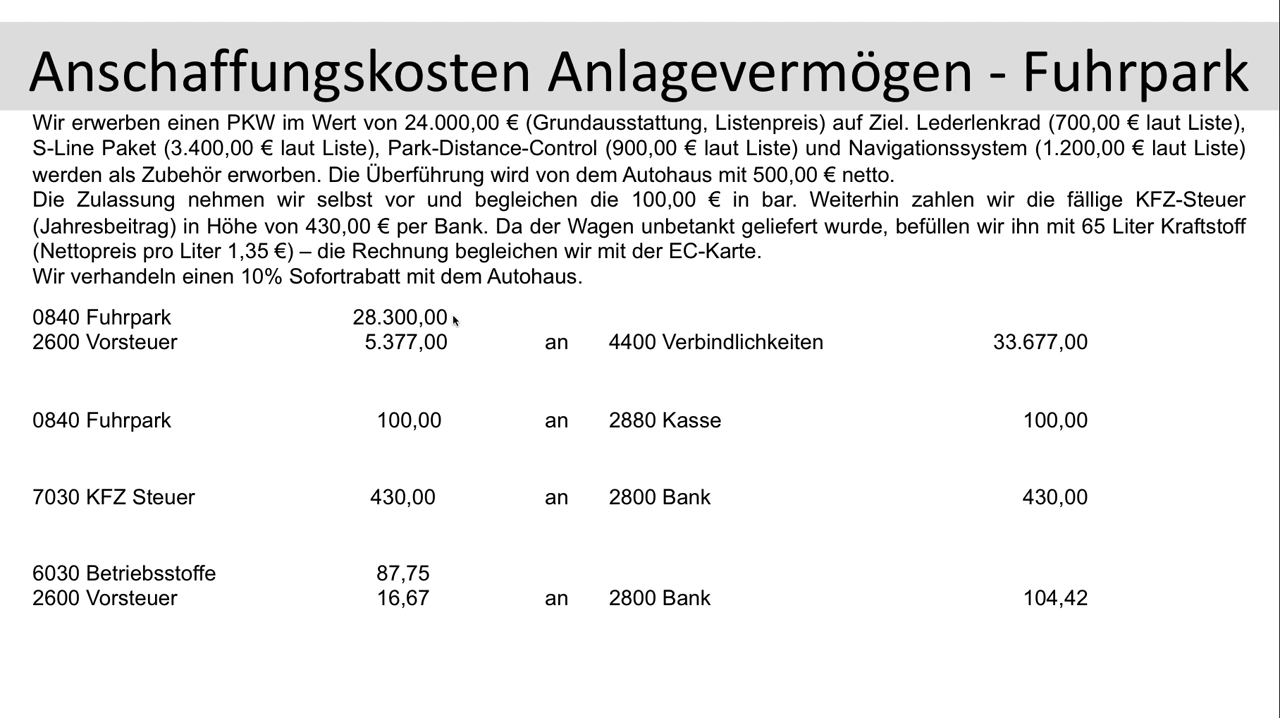 Anschaffungskosten Anlagevermögen - Fuhrpark
Wir erwerben einen PKW im Wert von 24.000,00 € (Grundausstattung, Listenpreis) auf Ziel. Lederlenkrad (700,00 € laut Liste),
S-Line Paket (3.400,00 € laut Liste), Park-Distance-Control (900,00 € laut Liste) und Navigationssystem (1.200,00 € laut Liste)
werden als Zubehör erworben. Die Überführung wird von dem Autohaus mit 500,00 € netto.
Die Zulassung nehmen wir selbst vor und begleichen die 100,00 € in bar. Weiterhin zahlen wir die fällige KFZ-Steuer
(Jahresbeitrag) in Höhe von 430,00 € per Bank. Da der Wagen unbetankt geliefert wurde, befüllen wir ihn mit 65 Liter Kraftstoff
(Nettopreis pro Liter 1,35 €) – die Rechnung begleichen wir mit der EC-Karte.
Wir verhandeln einen 10% Sofortrabatt mit dem Autohaus.
0840 Fuhrpark 28.300,00
2600 Vorsteuer 5.377,00 an 4400 Verbindlichkeiten 33.677,00
0840 Fuhrpark 100,00 an 2880 Kasse 100,00
7030 KFZ Steuer 430,00 an 2800 Bank 430,00
6030 Betriebsstoffe 87,75
2600 Vorsteuer 16,67 an 2800 Bank 104,42